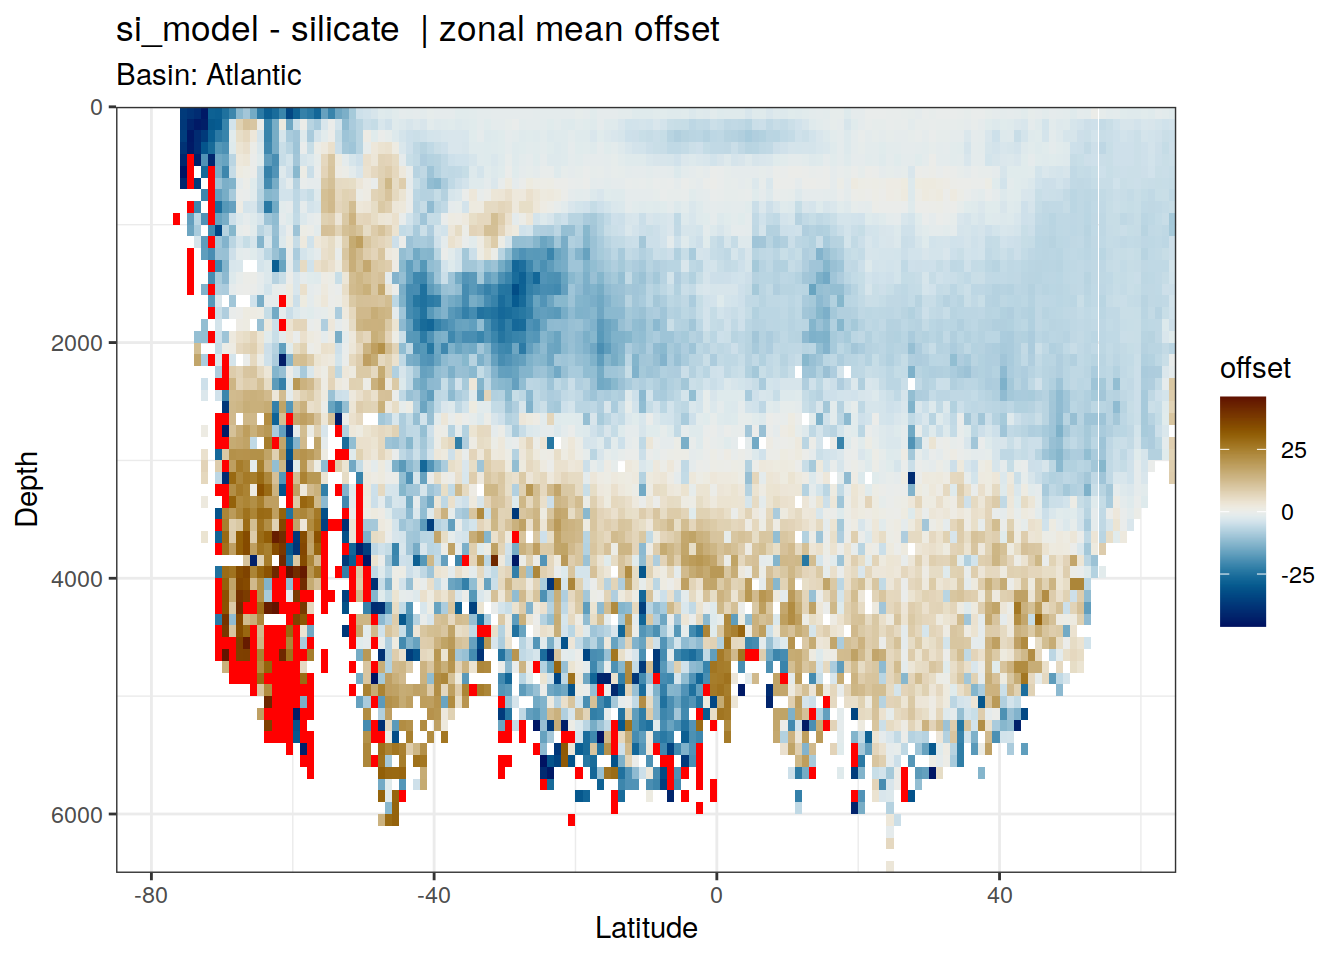 si_model - silicate | zonal mean offset
Basin: Atlantic
0
2000
4000
6000
Depth
-80
-40
0
40
Latitude
offset
25
0
-25